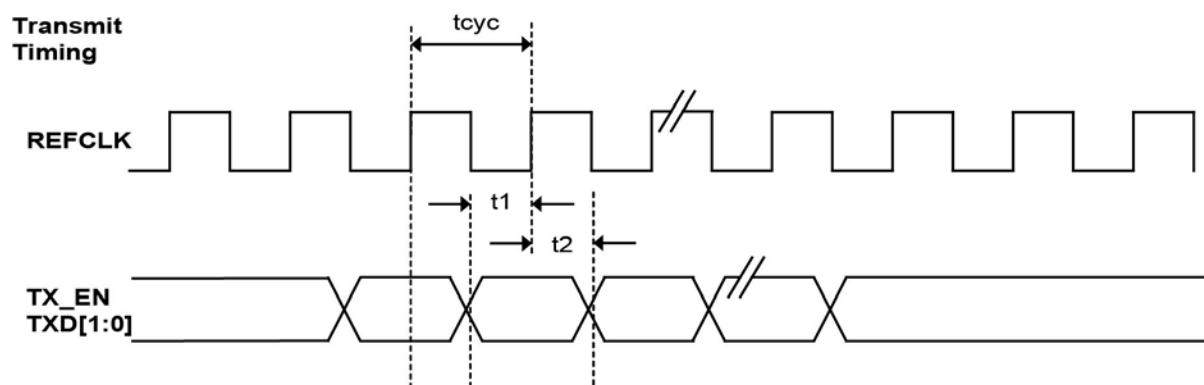 Transmit
Timing
tcyc
REFCLK
t1
t2
TX_EN
TXD[1:0]